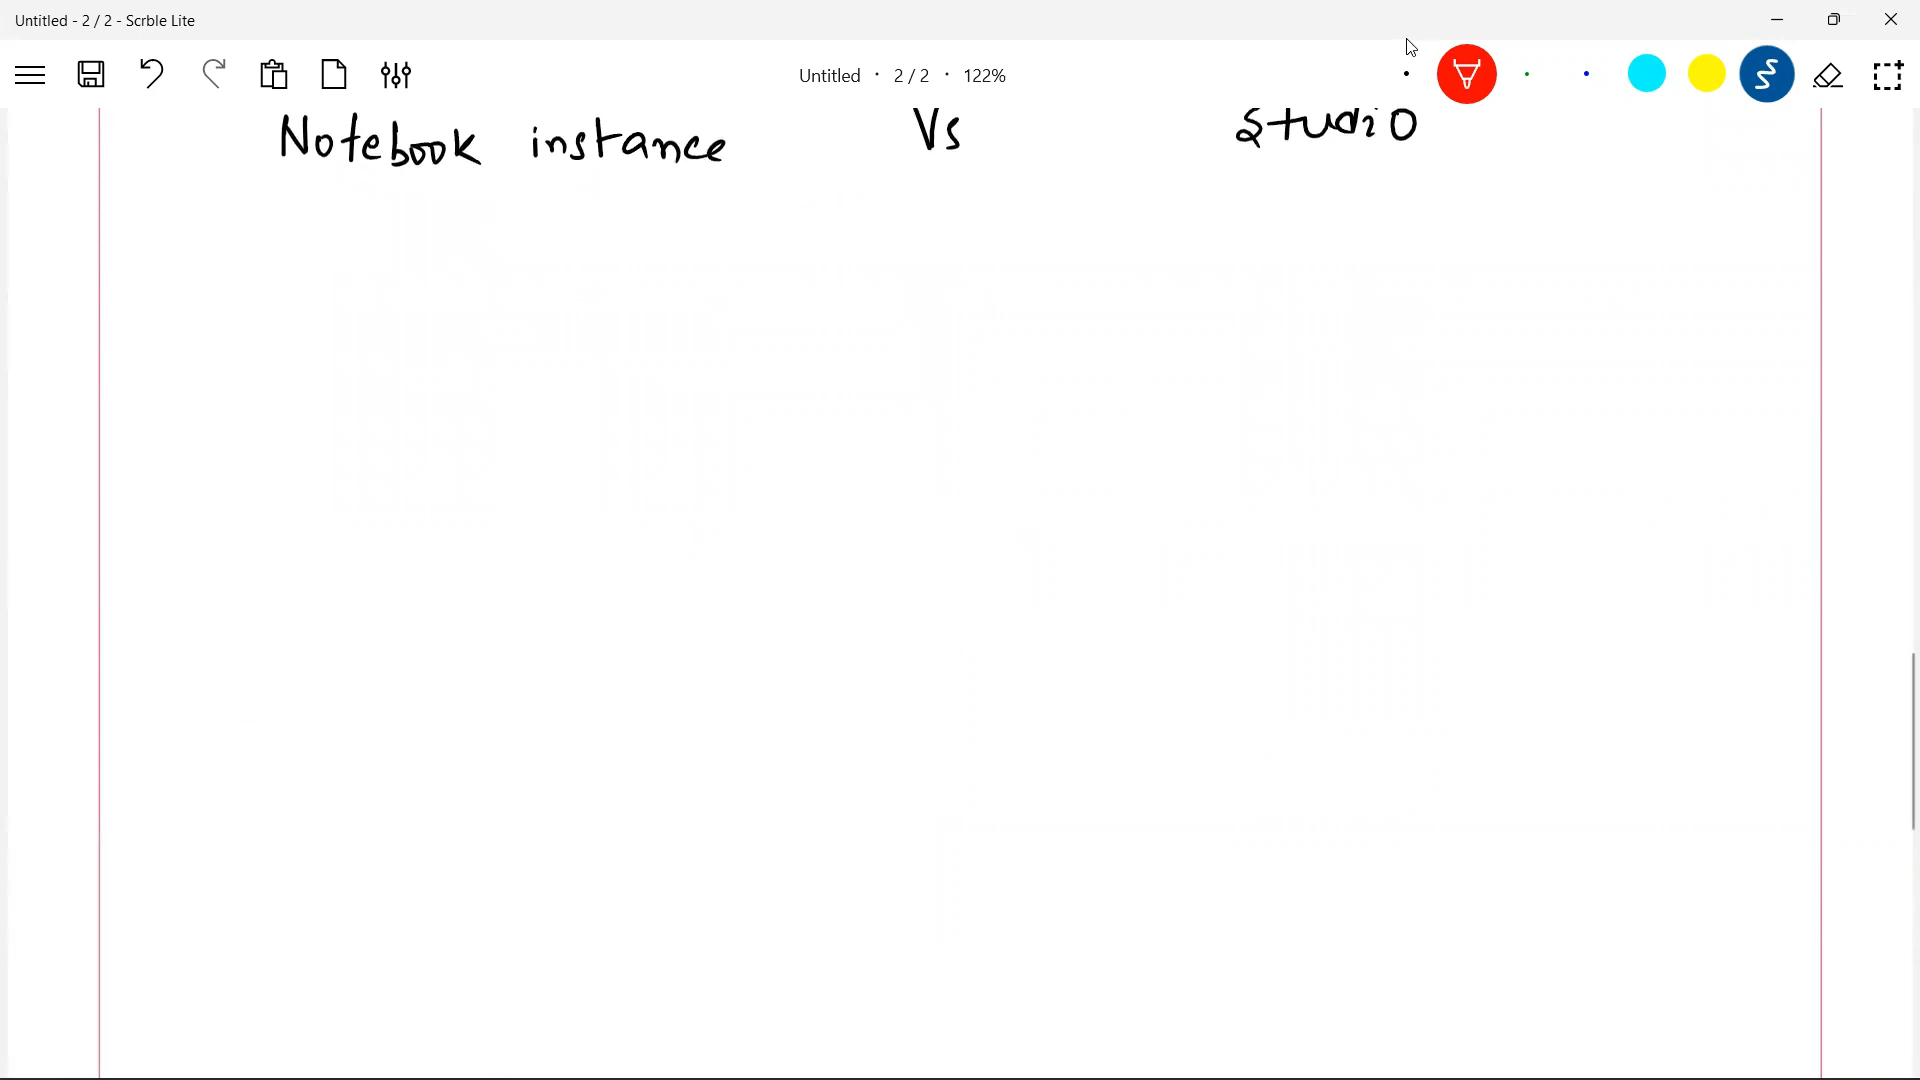 Untitled - 2 / 2 - Scrble Lite
Untitled · 2 / 2 · 122%
Notebook instance Vs Studio